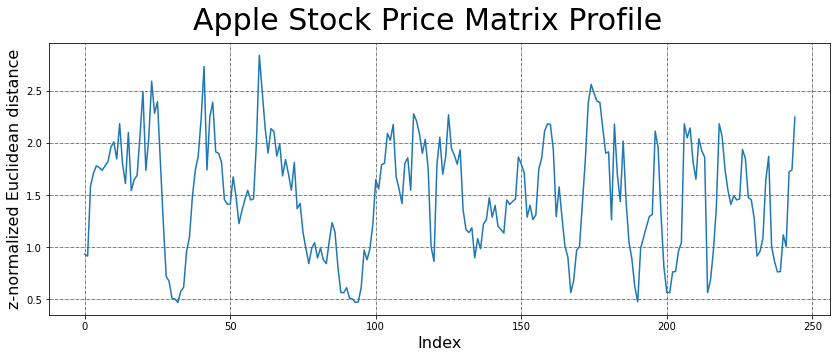 Apple Stock Price Matrix Profile
z-normalized Euclidean distance
2.5
2.0
1.5
1.0
0.5
0 50 100 150 200 250
Index